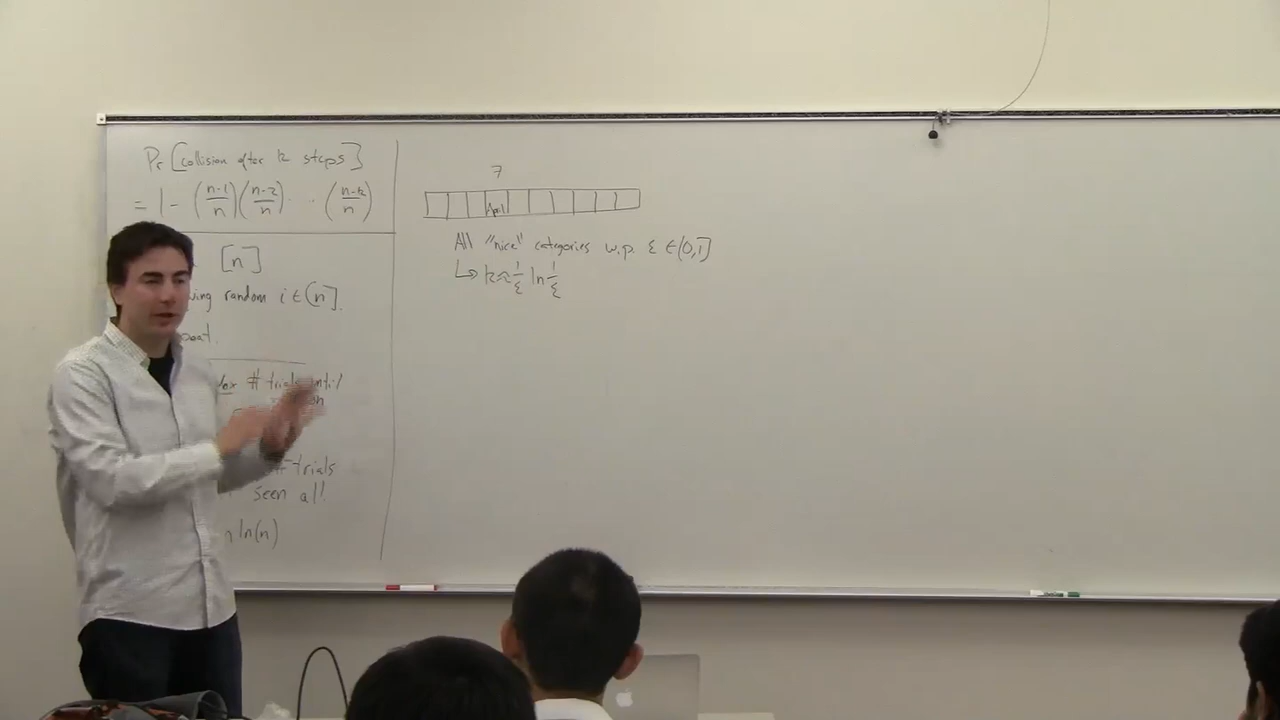 Pr [collision after k steps]
= 1 - (n-1/n)(n-2/n) · · · (n-k/n)
[n]
random i ∈ [n].
# trials until
# trials
seen all
n ln(n)
7
April
All "nice" categories w.p. ε ∈ (0,1]
↳ k ≈ 1/ε ln 1/ε